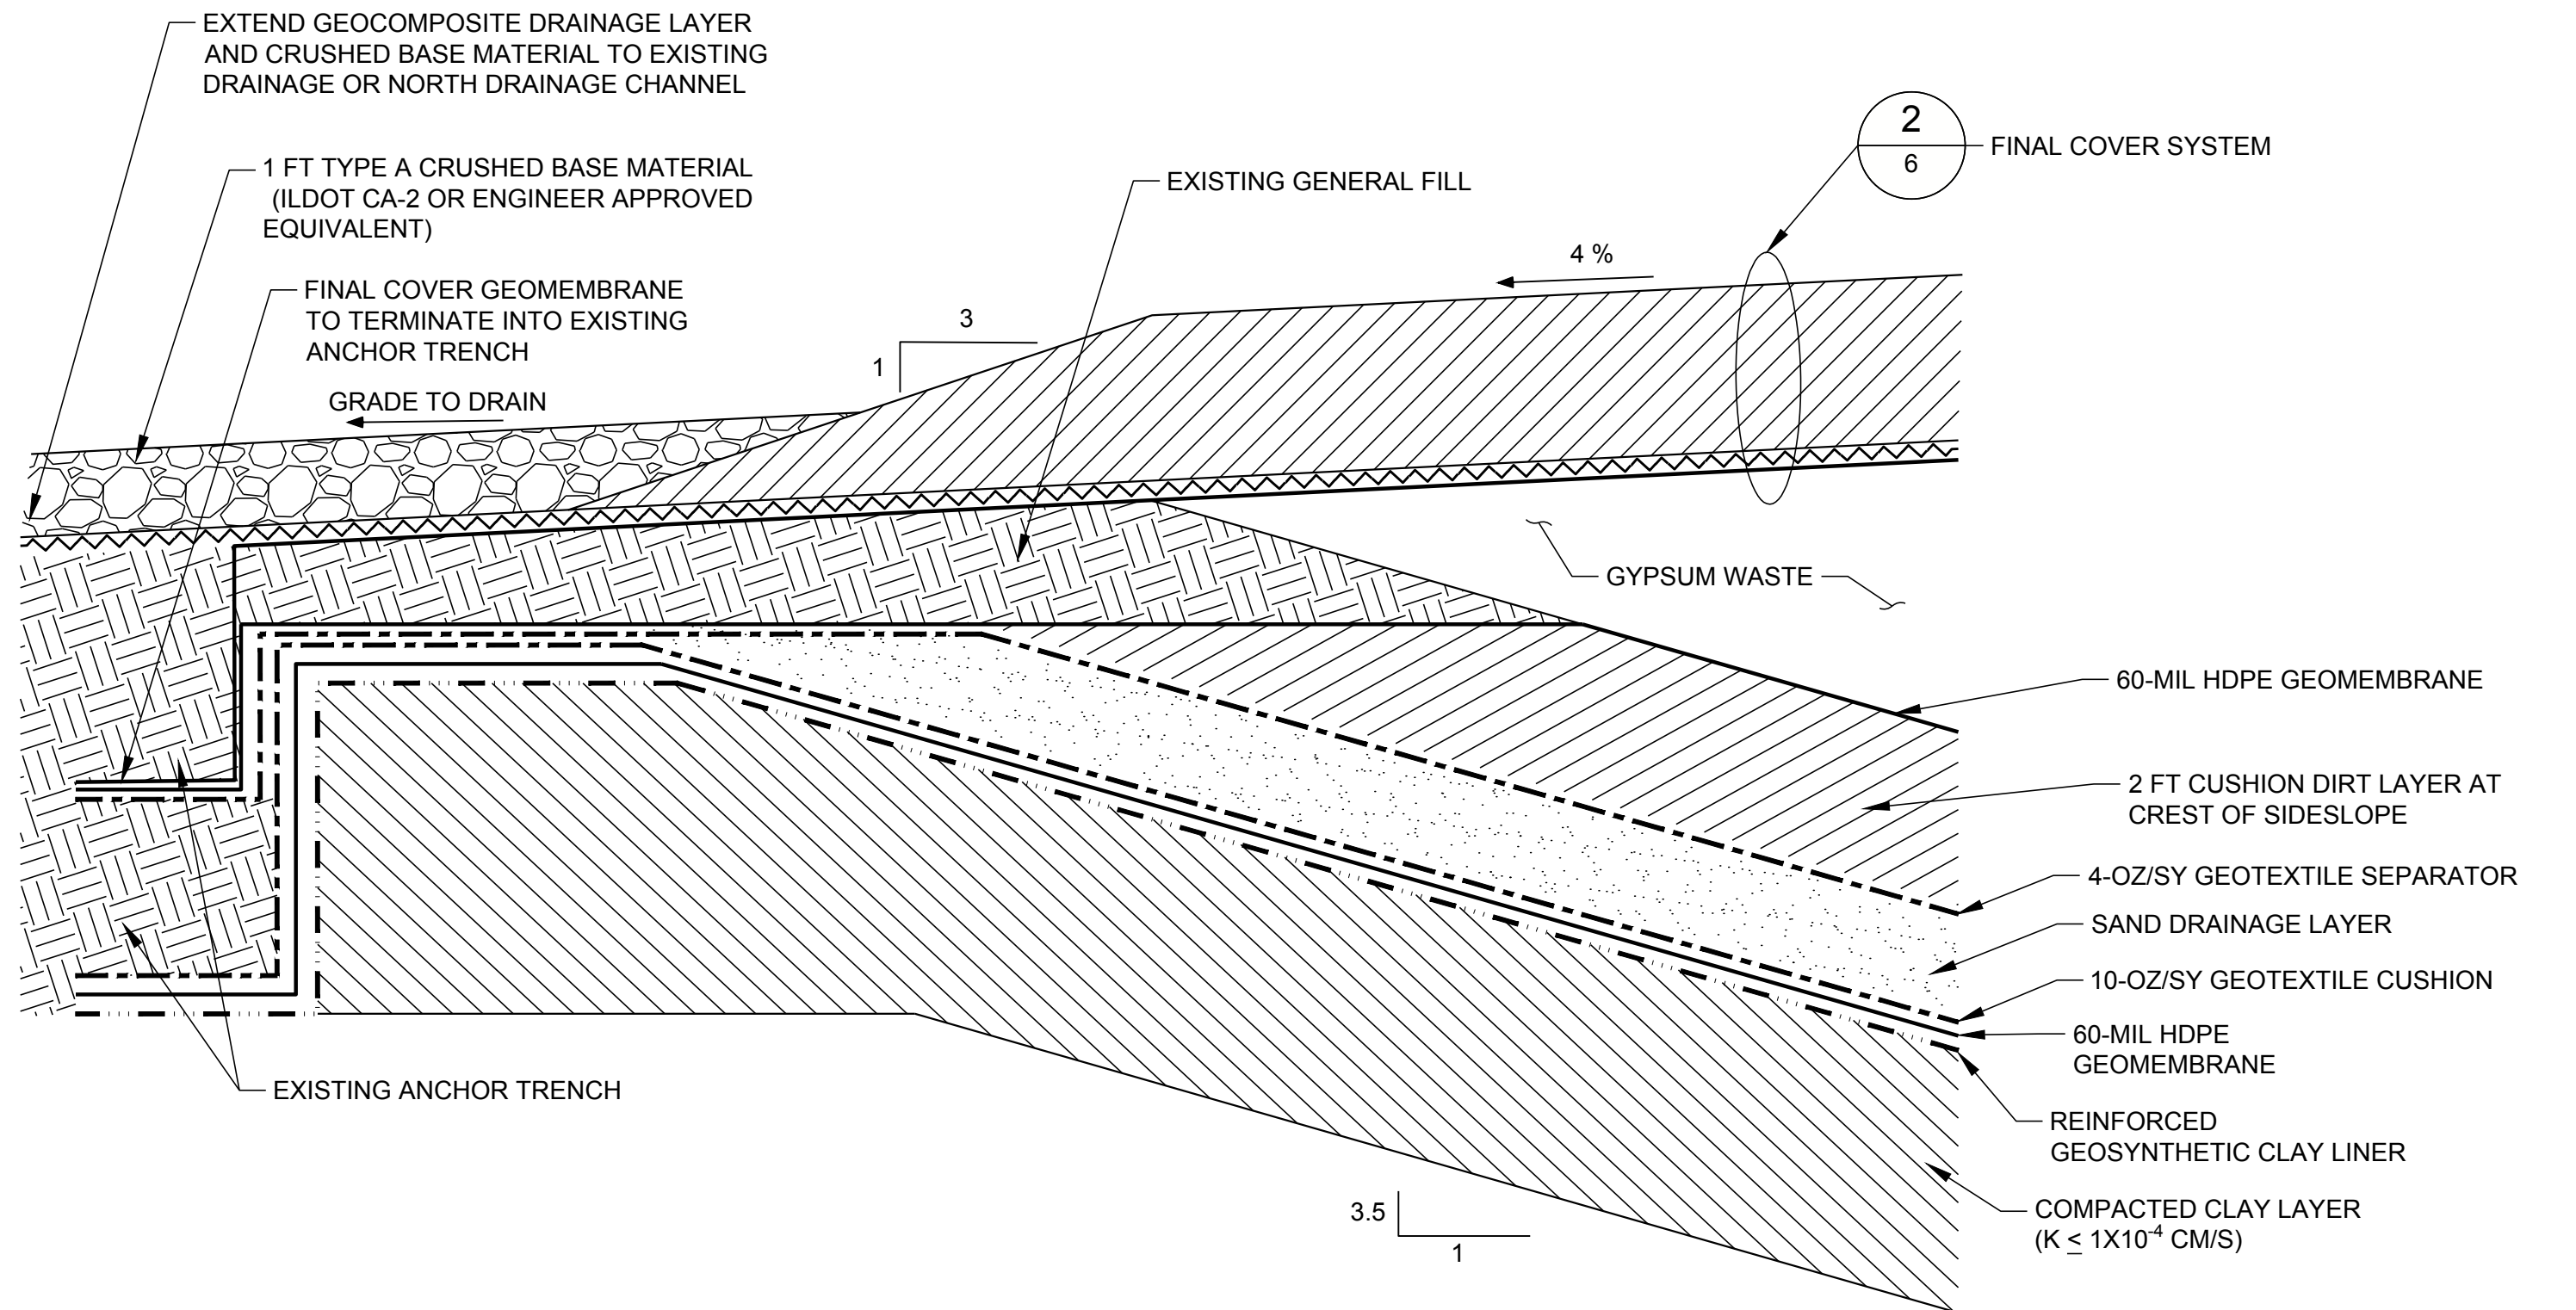 EXTEND GEOCOMPOSITE DRAINAGE LAYER
AND CRUSHED BASE MATERIAL TO EXISTING
DRAINAGE OR NORTH DRAINAGE CHANNEL
1 FT TYPE A CRUSHED BASE MATERIAL
(ILDOT CA-2 OR ENGINEER APPROVED
EQUIVALENT)
FINAL COVER GEOMEMBRANE
TO TERMINATE INTO EXISTING
ANCHOR TRENCH
GRADE TO DRAIN
EXISTING GENERAL FILL
2
6
FINAL COVER SYSTEM
4 %
3
1
GYPSUM WASTE
60-MIL HDPE GEOMEMBRANE
2 FT CUSHION DIRT LAYER AT
CREST OF SIDESLOPE
4-OZ/SY GEOTEXTILE SEPARATOR
SAND DRAINAGE LAYER
10-OZ/SY GEOTEXTILE CUSHION
60-MIL HDPE
GEOMEMBRANE
REINFORCED
GEOSYNTHETIC CLAY LINER
COMPACTED CLAY LAYER
(K ≤ 1X10⁻⁴ CM/S)
EXISTING ANCHOR TRENCH
3.5
1